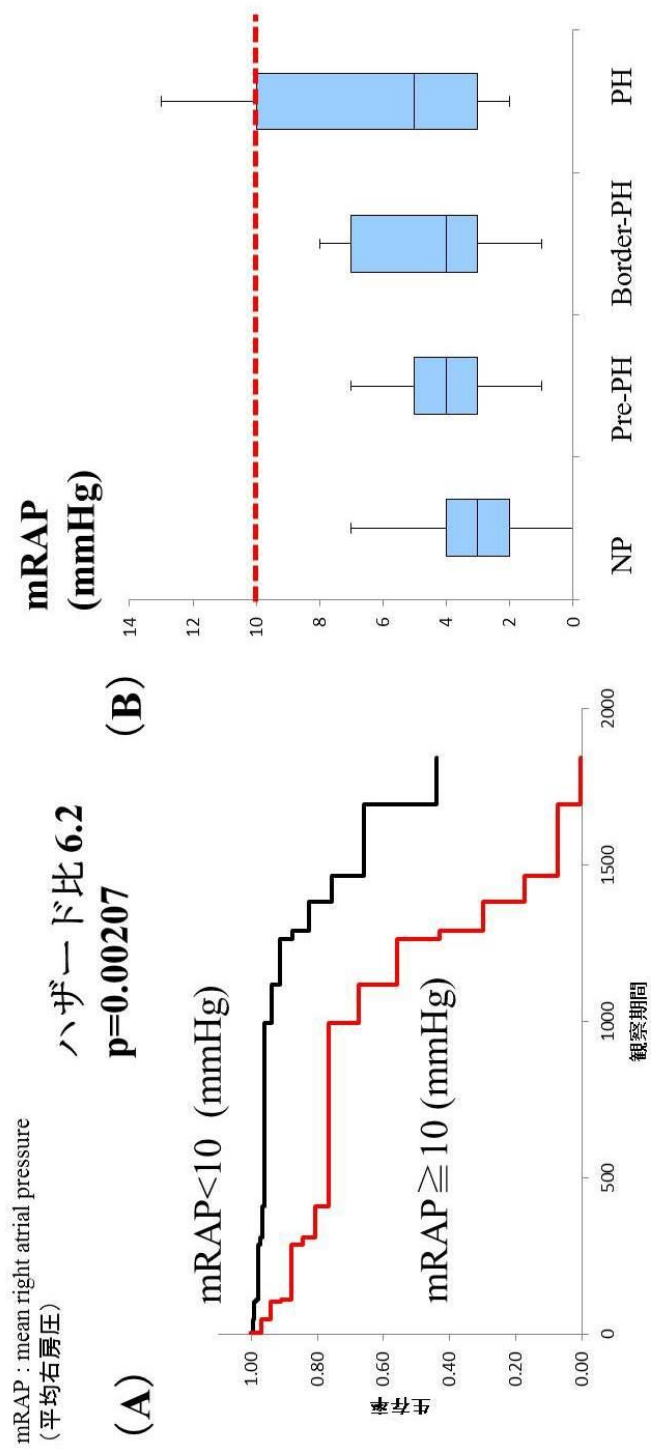 mRAP : mean right atrial pressure
（平均右房圧）
(A)
ハザード比 6.2
p=0.00207
mRAP<10 (mmHg)
mRAP≧10 (mmHg)
生存率
1.00
0.80
0.60
0.40
0.20
0.00
0
500
1000
1500
2000
観察期間
(B)
mRAP
(mmHg)
14
12
10
8
6
4
2
0
NP
Pre-PH
Border-PH
PH